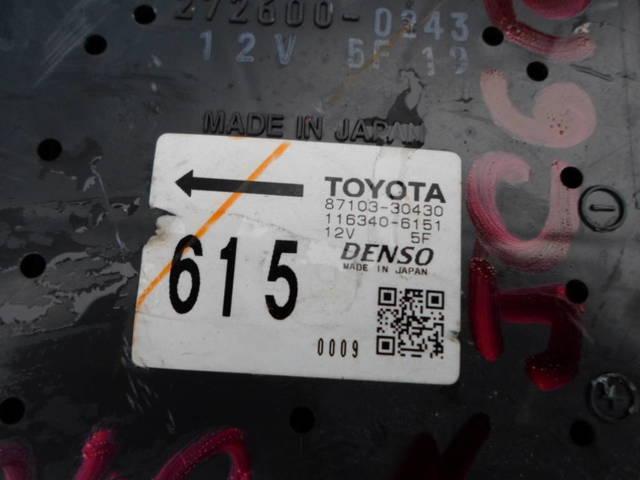 272600-0243
12V 5F 19
MADE IN JAPAN
TOYOTA
87103-30430
116340-6151
12V 5F
DENSO
MADE IN JAPAN
615
0009